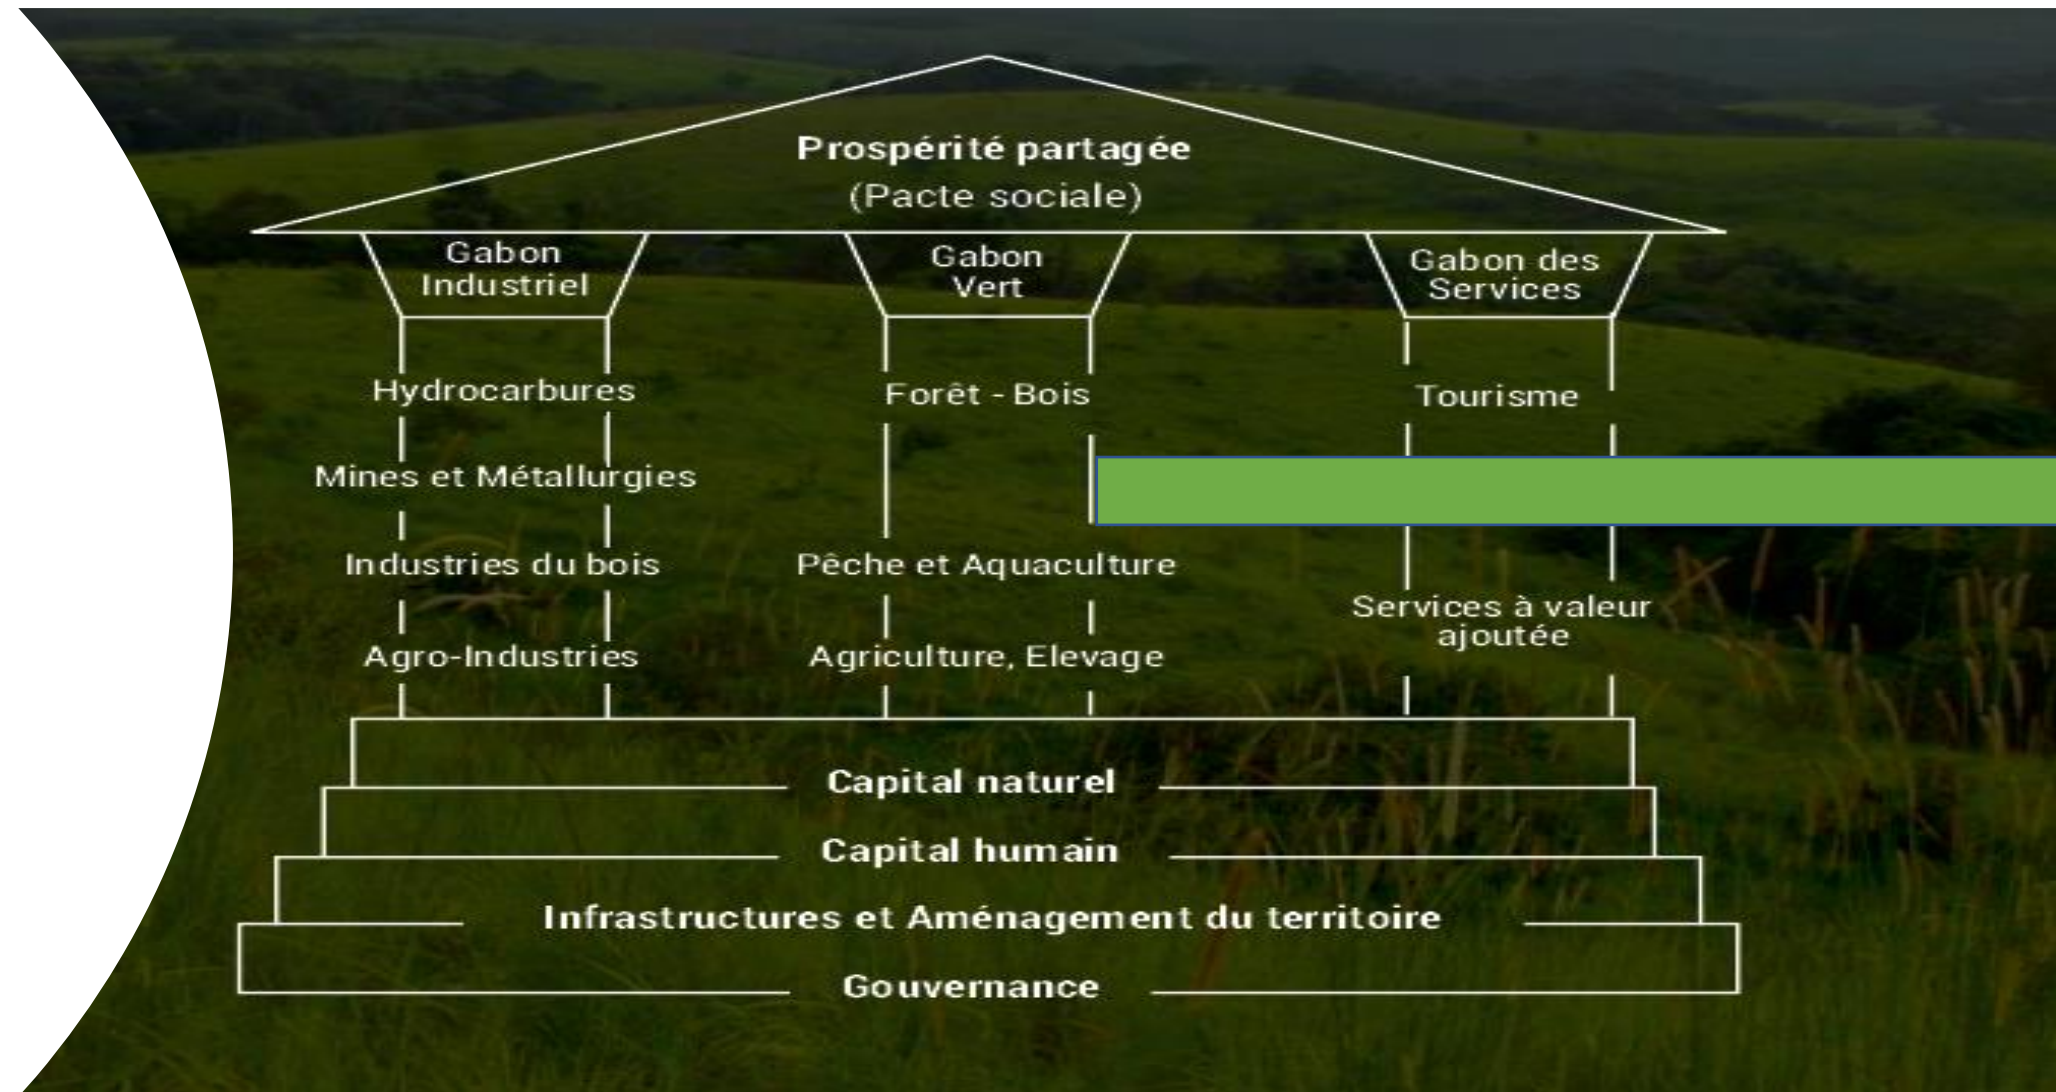 Prospérité partagée
(Pacte sociale)
Gabon
Industriel
Gabon
Vert
Gabon des
Services
Hydrocarbures
Mines et Métallurgies
Industries du bois
Agro-Industries
Forêt - Bois
Pêche et Aquaculture
Agriculture, Elevage
Tourisme
Services à valeur
ajoutée
Capital naturel
Capital humain
Infrastructures et Aménagement du territoire
Gouvernance